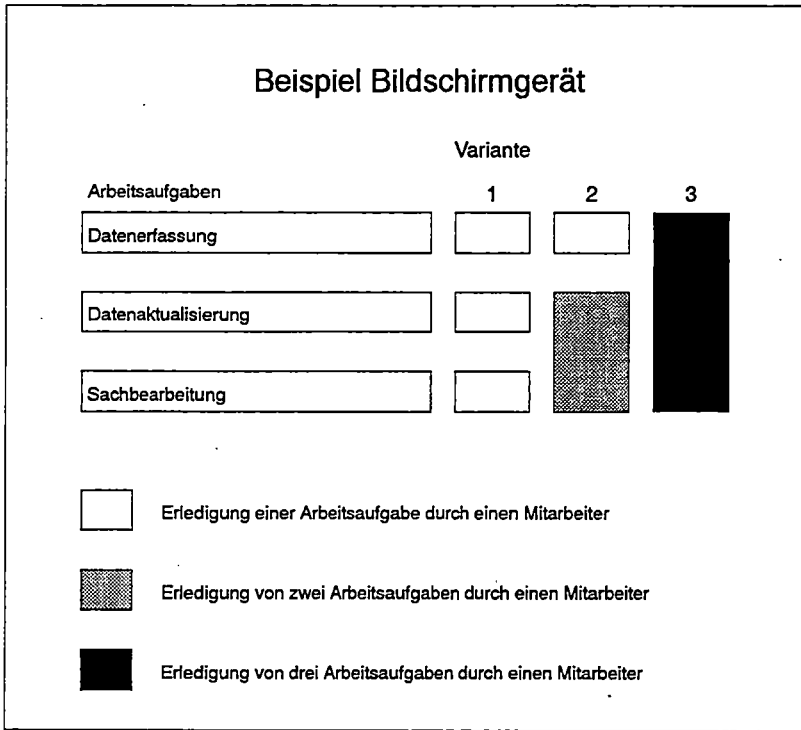 Beispiel Bildschirmgerät
Variante
Arbeitsaufgaben 1 2 3
Datenerfassung
Datenaktualisierung
Sachbearbeitung
Erledigung einer Arbeitsaufgabe durch einen Mitarbeiter
Erledigung von zwei Arbeitsaufgaben durch einen Mitarbeiter
Erledigung von drei Arbeitsaufgaben durch einen Mitarbeiter